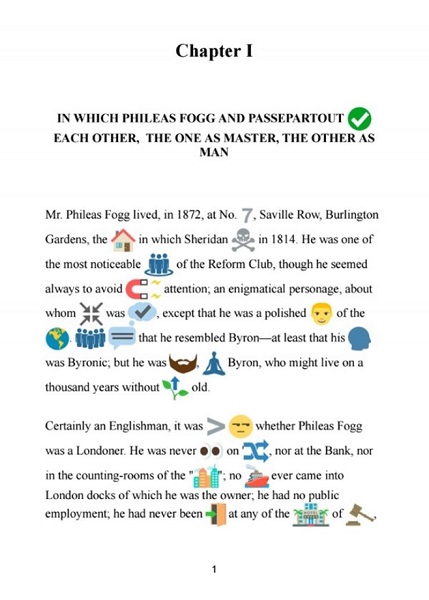 Chapter I
IN WHICH PHILEAS FOGG AND PASSEPARTOUT ✅
EACH OTHER, THE ONE AS MASTER, THE OTHER AS
MAN
Mr. Phileas Fogg lived, in 1872, at No. 7, Saville Row, Burlington
Gardens, the 🏠 in which Sheridan ☠ in 1814. He was one of
the most noticeable 👥 of the Reform Club, though he seemed
always to avoid 🧲 attention; an enigmatical personage, about
whom was , except that he was a polished 👨 of the
🌎. 👥 💬 that he resembled Byron—at least that his 🗣
was Byronic; but he was 🧔, 🧘 Byron, who might live on a
thousand years without 🌱 old.
Certainly an Englishman, it was > 😒 whether Phileas Fogg
was a Londoner. He was never 👀 on 🔀, nor at the Bank, nor
in the counting-rooms of the "🏙"; no 🚢 ever came into
London docks of which he was the owner; he had no public
employment; he had never been 🚪 at any of the 🏨 of 🔨,
HOTEL
1